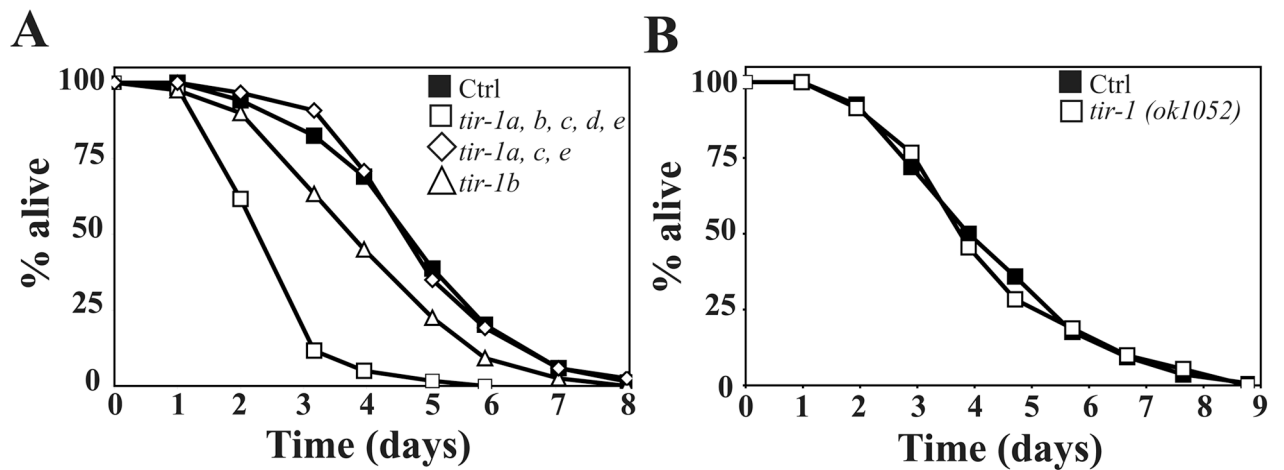 A
% alive
100
75
50
25
0
Ctrl
tir-1a, b, c, d, e
tir-1a, c, e
tir-1b
0 1 2 3 4 5 6 7 8
Time (days)
B
% alive
100
75
50
25
0
Ctrl
tir-1 (ok1052)
0 1 2 3 4 5 6 7 8 9
Time (days)